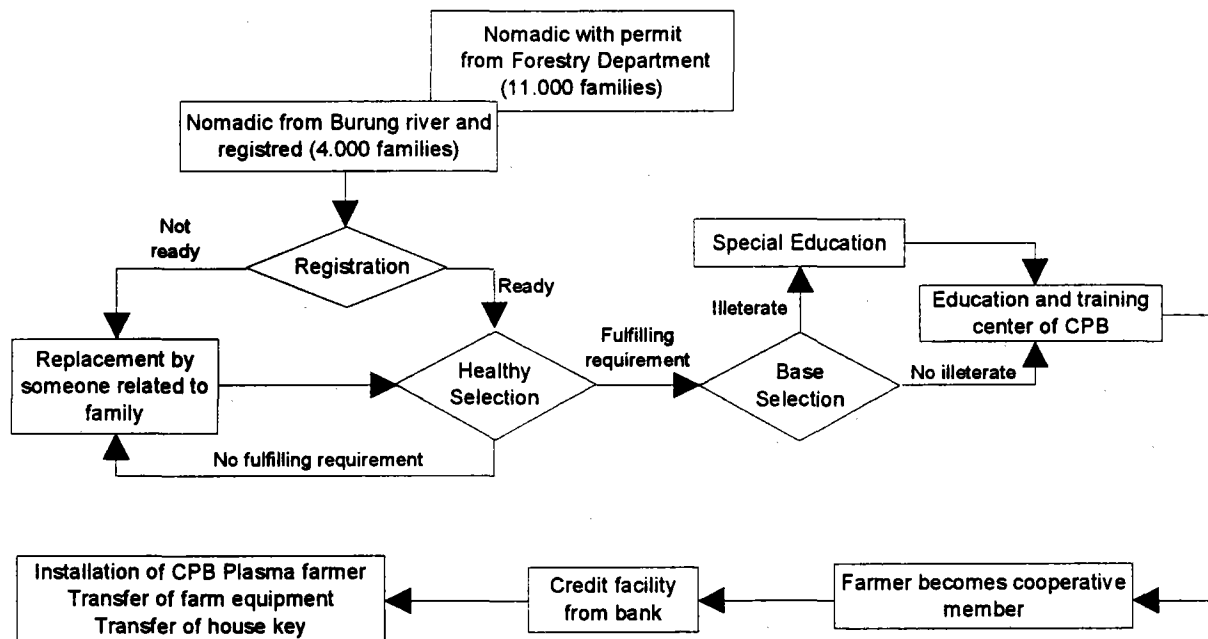 Nomadic with permit
from Forestry Department
(11.000 families)
Nomadic from Burung river and
registred (4.000 families)
Not
ready
Registration
Ready
Special Education
Illeterate
Education and training
center of CPB
Replacement by
someone related to
family
Healthy
Selection
Fulfilling
requirement
Base
Selection
No illeterate
No fulfilling requirement
Installation of CPB Plasma farmer
Transfer of farm equipment
Transfer of house key
Credit facility
from bank
Farmer becomes cooperative
member